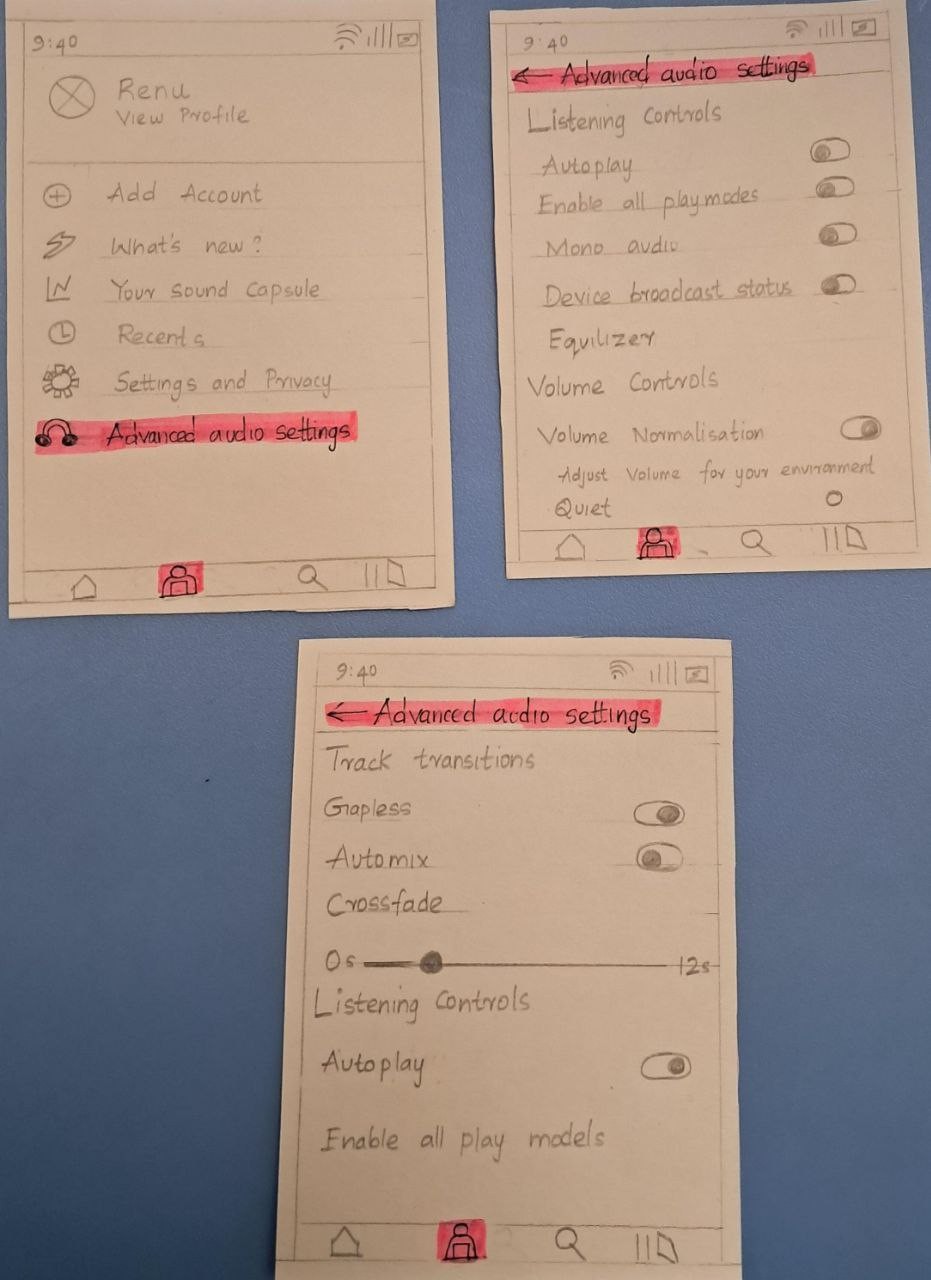 9:40
Renu
View Profile
Add Account
What's new?
Your sound capsule
Recents
Settings and Privacy
Advanced audio settings
9:40
← Advanced audio settings
Listening Controls
Autoplay
Enable all playmodes
Mono audio
Device broadcast status
Equilizer
Volume Controls
Volume Normalisation
Adjust Volume for your environment
Quiet
9:40
← Advanced audio settings
Track transitions
Gapless
Automix
Crossfade
0s 12s
Listening Controls
Autoplay
Enable all play models